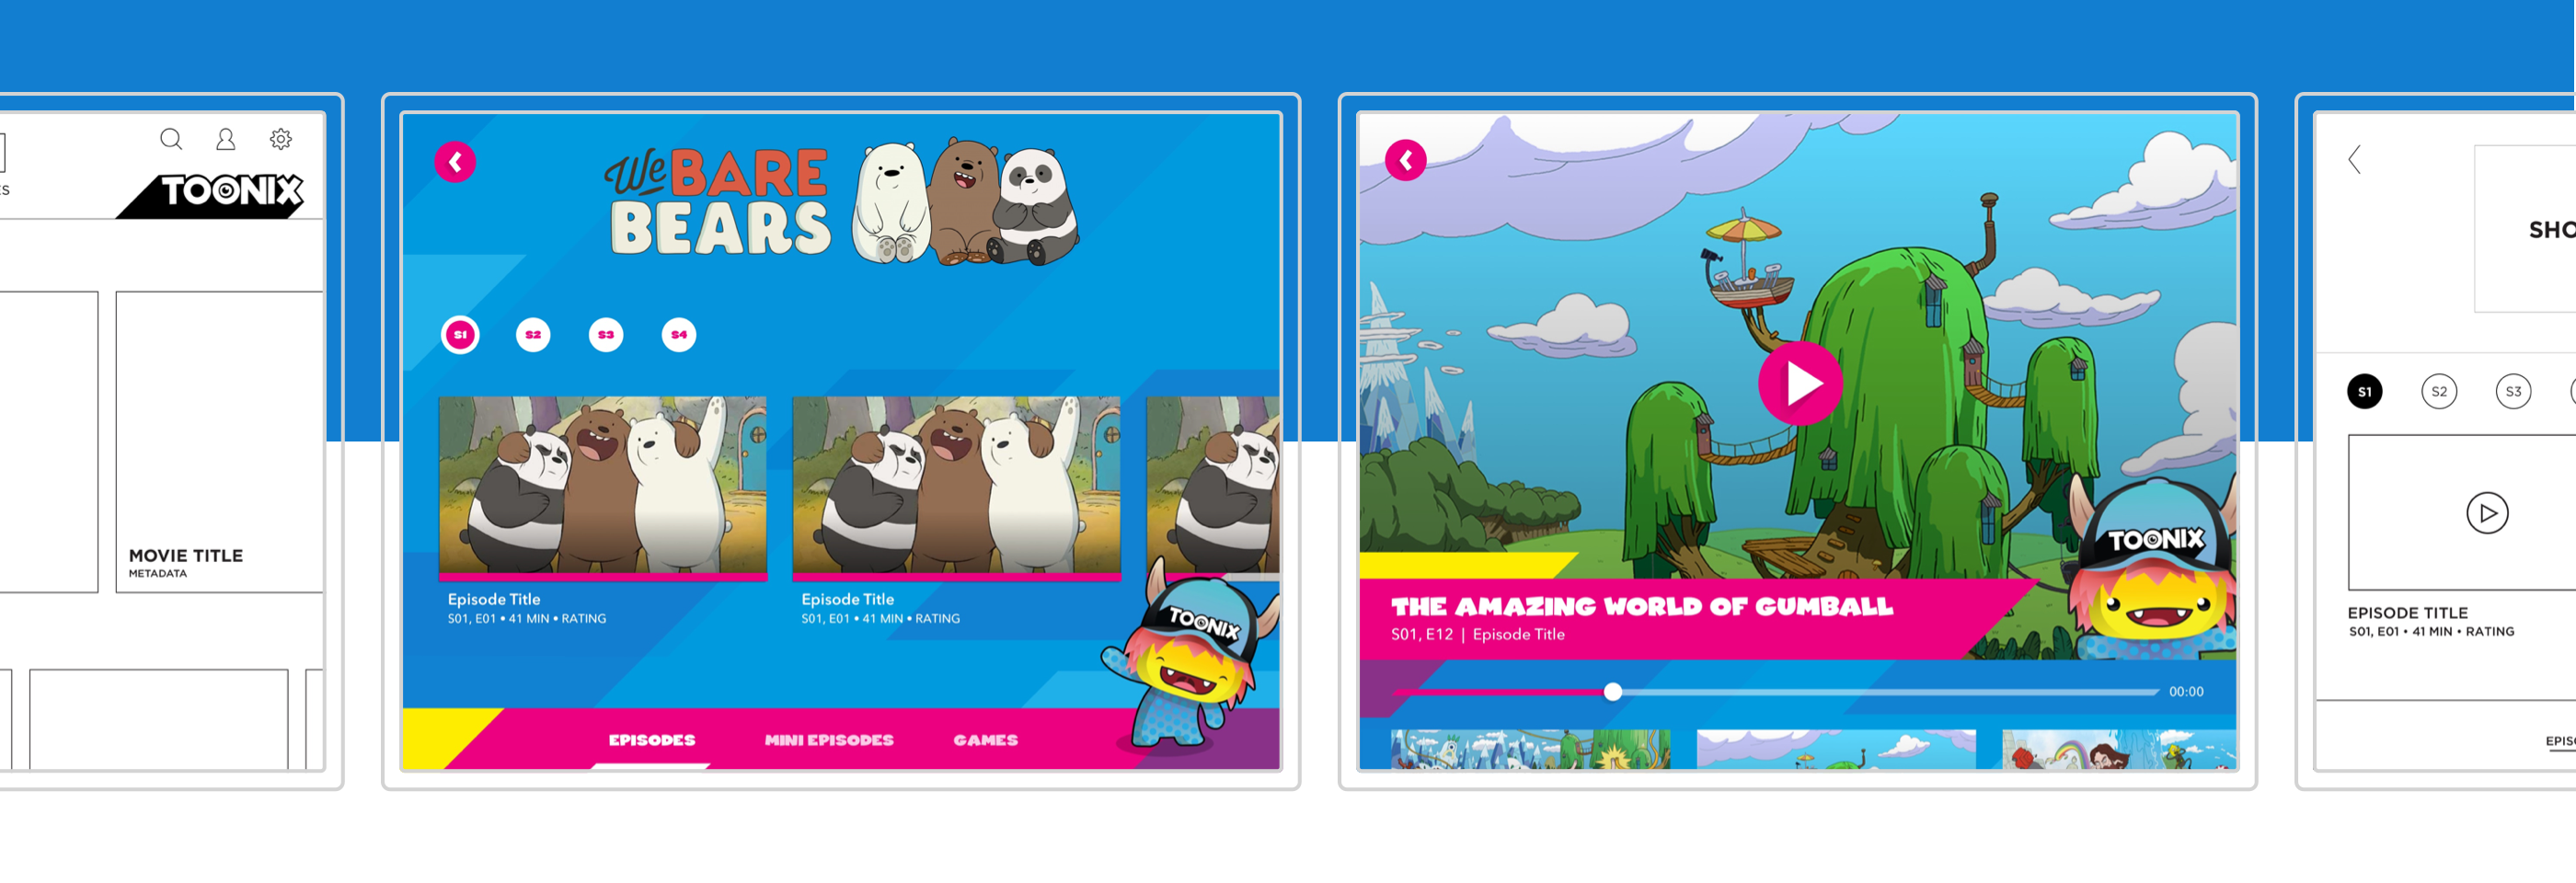 ES
TOONIX
MOVIE TITLE
METADATA
We BARE
BEARS
S1 S2 S3 S4
Episode Title
S01, E01 • 41 MIN • RATING
Episode Title
S01, E01 • 41 MIN • RATING
TOONIX
EPISODES MINI EPISODES GAMES
TOONIX
THE AMAZING WORLD OF GUMBALL
S01, E12 | Episode Title
00:00
SHO
S1 S2 S3
EPISODE TITLE
S01, E01 • 41 MIN • RATING
EPIS